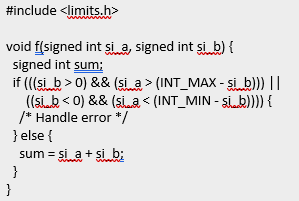 #include <limits.h>
void f(signed int si_a, signed int si_b) {
signed int sum;
if (((si_b > 0) && (si_a > (INT_MAX - si_b))) ||
((si_b < 0) && (si_a < (INT_MIN - si_b)))) {
/* Handle error */
} else {
sum = si_a + si_b;
}
}